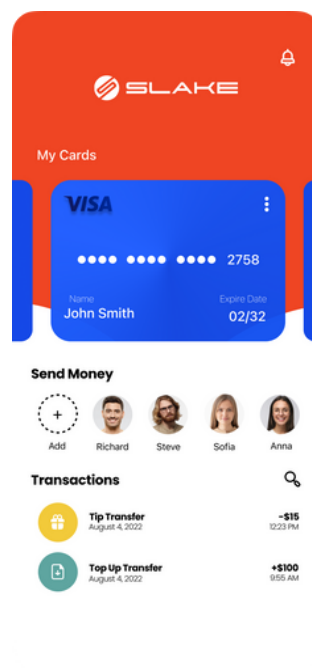 SLAKE
My Cards
VISA
●●●● ●●●● ●●●● 2758
Name Expire Date
John Smith 02/32
Send Money
+
Add Richard Steve Sofia Anna
Transactions
Tip Transfer -$15
August 4, 2022 12:23 PM
Top Up Transfer +$100
August 4, 2022 9:55 AM